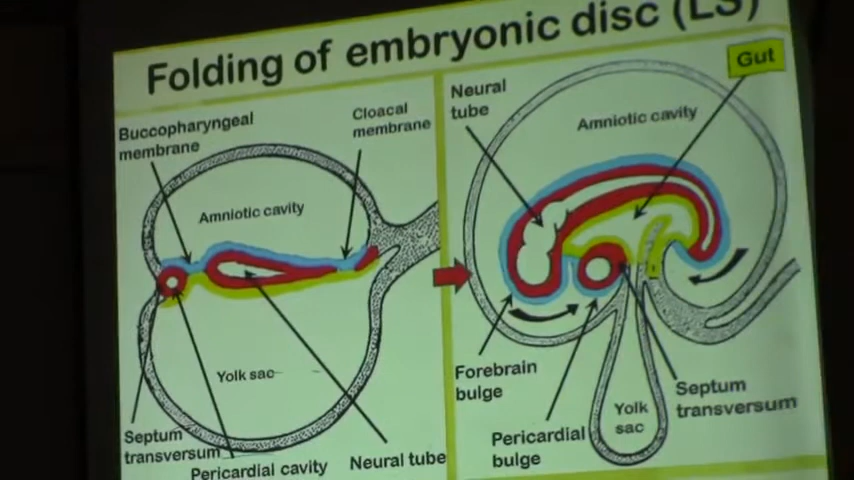 Folding of embryonic disc (LS)
Buccopharyngeal
membrane
Cloacal
membrane
Amniotic cavity
Yolk sac
Septum
transversum
Pericardial cavity
Neural tube
Neural
tube
Gut
Amniotic cavity
Forebrain
bulge
Pericardial
bulge
Yolk
sac
Septum
transversum